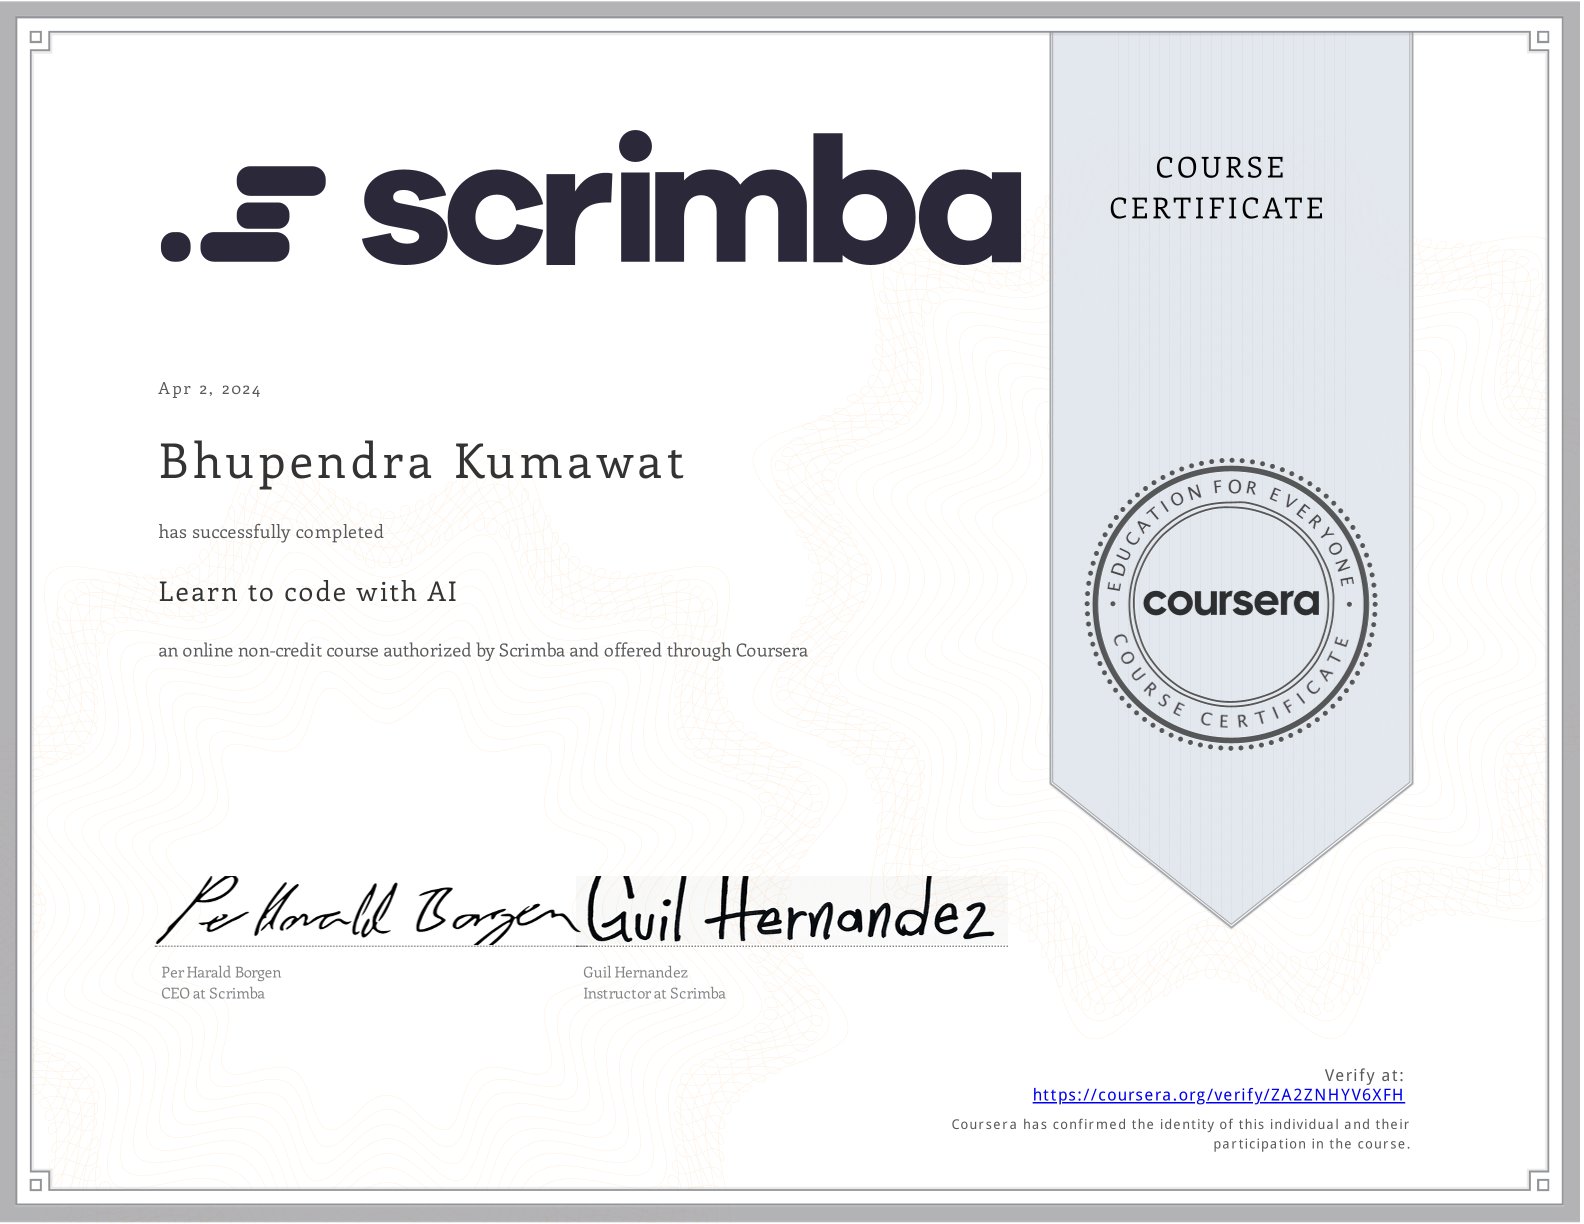 scrimba
COURSE
CERTIFICATE
Apr 2, 2024
Bhupendra Kumawat
has successfully completed
Learn to code with AI
an online non-credit course authorized by Scrimba and offered through Coursera
EDUCATION FOR EVERYONE
coursera
COURSE CERTIFICATE
Per Harald Borgen
Guil Hernandez
Per Harald Borgen
CEO at Scrimba
Guil Hernandez
Instructor at Scrimba
Verify at:
https://coursera.org/verify/ZA2ZNHYV6XFH
Coursera has confirmed the identity of this individual and their
participation in the course.